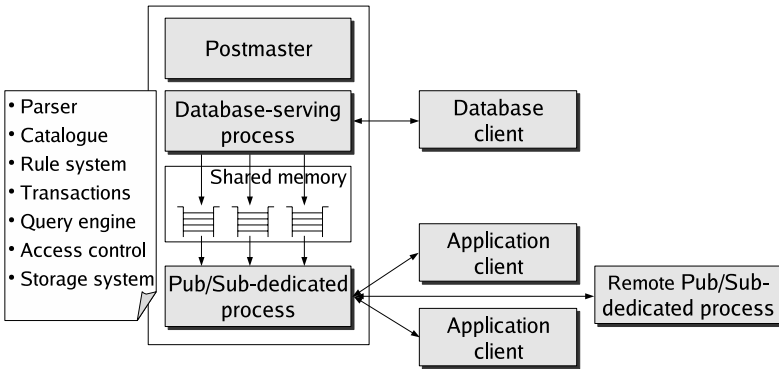 Postmaster
• Parser
• Catalogue
• Rule system
• Transactions
• Query engine
• Access control
• Storage system
Database-serving
process
Database
client
Shared memory
Pub/Sub-dedicated
process
Application
client
Application
client
Remote Pub/Sub-
dedicated process